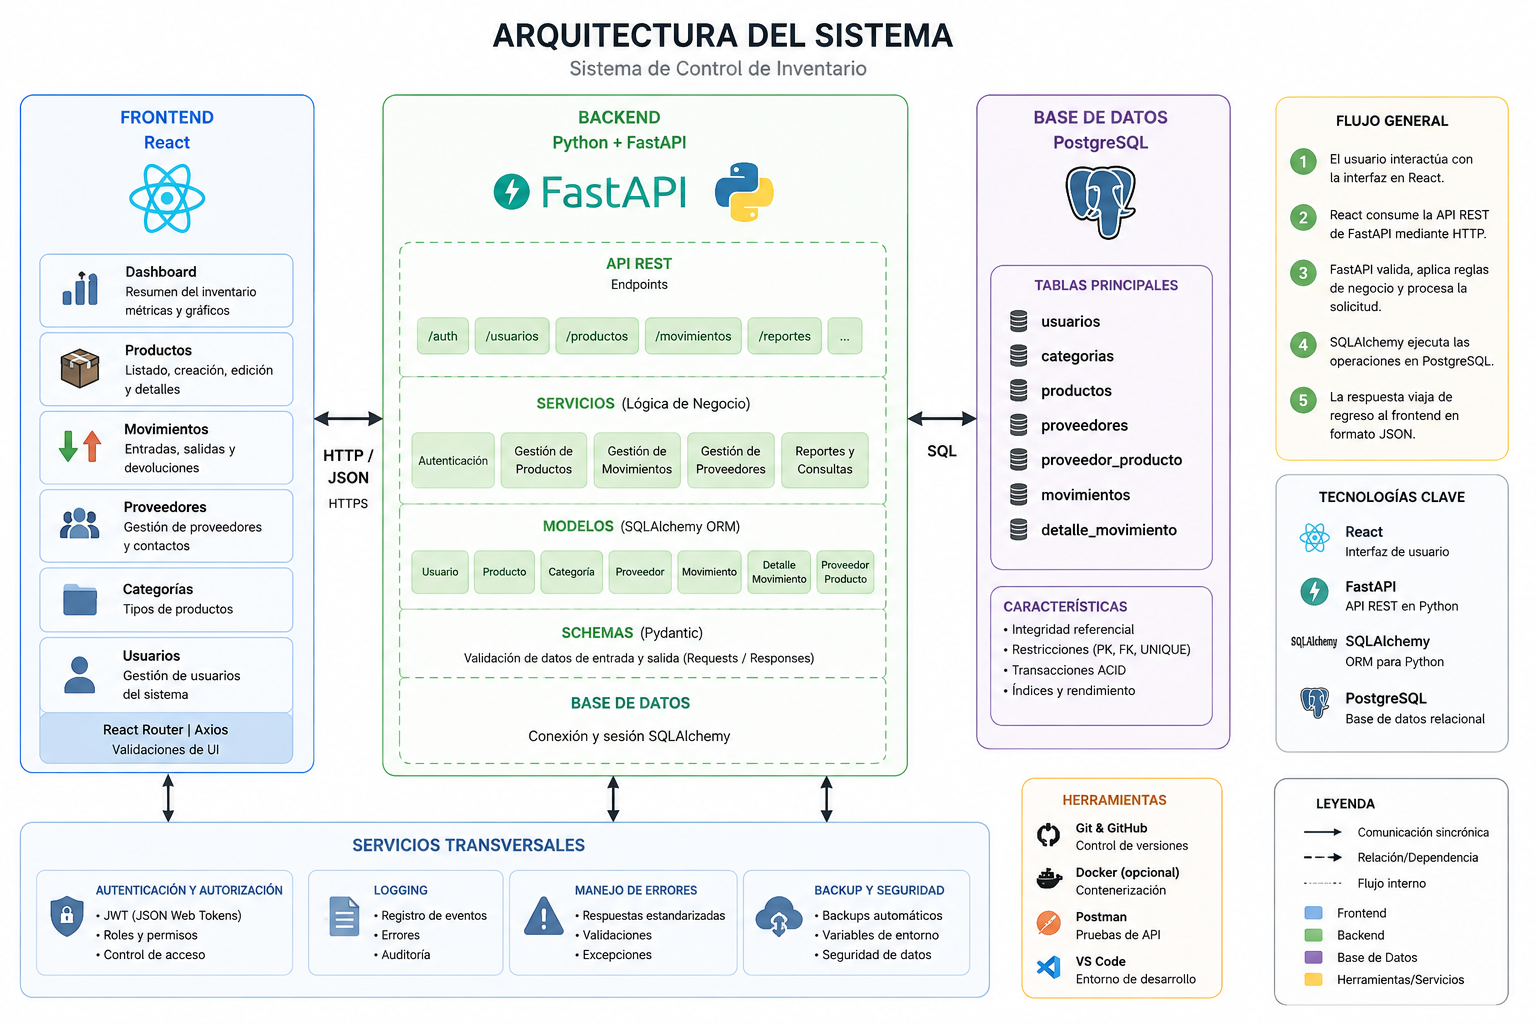 ARQUITECTURA DEL SISTEMA
Sistema de Control de Inventario
FRONTEND
React
Dashboard
Resumen del inventario
métricas y gráficos
Productos
Listado, creación, edición
y detalles
Movimientos
Entradas, salidas y
devoluciones
Proveedores
Gestión de proveedores
y contactos
Categorías
Tipos de productos
Usuarios
Gestión de usuarios
del sistema
React Router | Axios
Validaciones de UI
HTTP /
JSON
HTTPS
BACKEND
Python + FastAPI
FastAPI
API REST
Endpoints
/auth
/usuarios
/productos
/movimientos
/reportes
...
SERVICIOS (Lógica de Negocio)
Autenticación
Gestión de
Productos
Gestión de
Movimientos
Gestión de
Proveedores
Reportes y
Consultas
MODELOS (SQLAlchemy ORM)
Usuario
Producto
Categoría
Proveedor
Movimiento
Detalle
Movimiento
Proveedor
Producto
SCHEMAS (Pydantic)
Validación de datos de entrada y salida (Requests / Responses)
BASE DE DATOS
Conexión y sesión SQLAlchemy
SQL
BASE DE DATOS
PostgreSQL
TABLAS PRINCIPALES
usuarios
categorias
productos
proveedores
proveedor_producto
movimientos
detalle_movimiento
CARACTERÍSTICAS
• Integridad referencial
• Restricciones (PK, FK, UNIQUE)
• Transacciones ACID
• Índices y rendimiento
FLUJO GENERAL
1 El usuario interactúa con
la interfaz en React.
2 React consume la API REST
de FastAPI mediante HTTP.
3 FastAPI valida, aplica reglas
de negocio y procesa la
solicitud.
4 SQLAlchemy ejecuta las
operaciones en PostgreSQL.
5 La respuesta viaja de
regreso al frontend en
formato JSON.
TECNOLOGÍAS CLAVE
React
Interfaz de usuario
FastAPI
API REST en Python
SQLAlchemy
SQLAlchemy
ORM para Python
PostgreSQL
Base de datos relacional
SERVICIOS TRANSVERSALES
AUTENTICACIÓN Y AUTORIZACIÓN
• JWT (JSON Web Tokens)
• Roles y permisos
• Control de acceso
LOGGING
• Registro de eventos
• Errores
• Auditoría
MANEJO DE ERRORES
• Respuestas estandarizadas
• Validaciones
• Excepciones
BACKUP Y SEGURIDAD
• Backups automáticos
• Variables de entorno
• Seguridad de datos
HERRAMIENTAS
Git & GitHub
Control de versiones
Docker (opcional)
Contenerización
Postman
Pruebas de API
VS Code
Entorno de desarrollo
LEYENDA
Comunicación sincrónica
Relación/Dependencia
Flujo interno
Frontend
Backend
Base de Datos
Herramientas/Servicios